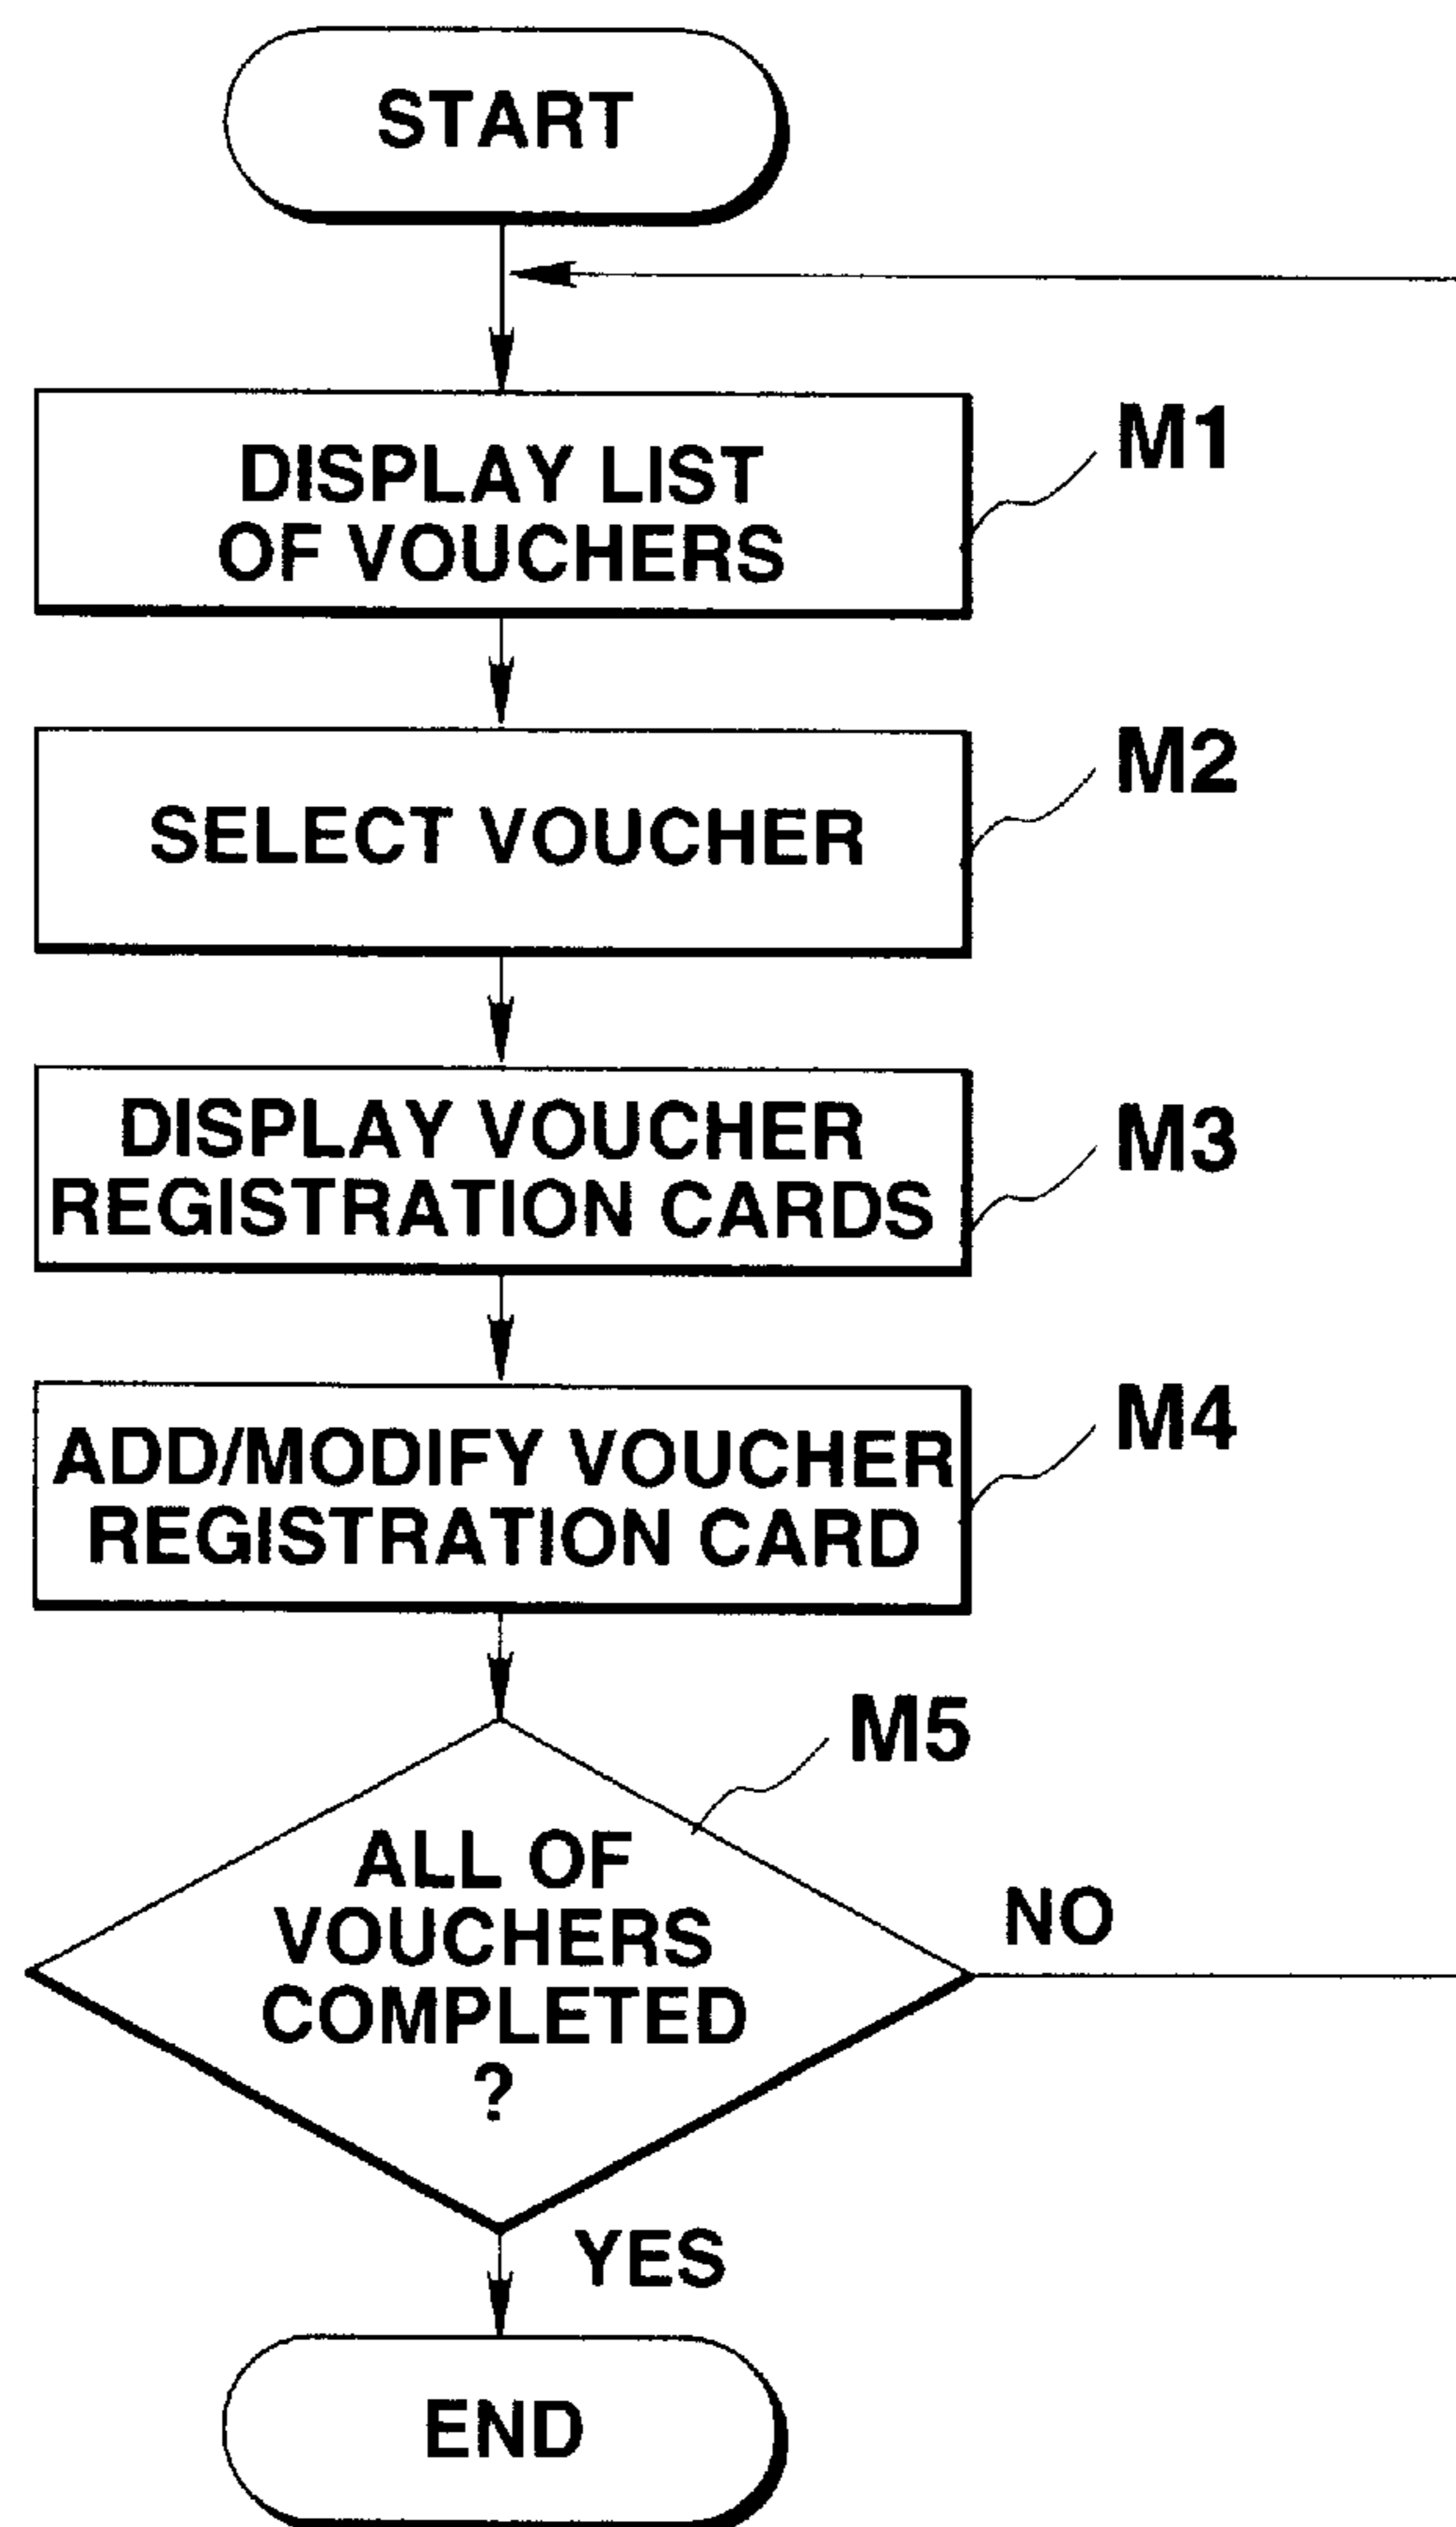 START
DISPLAY LIST
OF VOUCHERS
M1
SELECT VOUCHER
M2
DISPLAY VOUCHER
REGISTRATION CARDS
M3
ADD/MODIFY VOUCHER
REGISTRATION CARD
M4
M5
ALL OF
VOUCHERS
COMPLETED
?
NO
YES
END